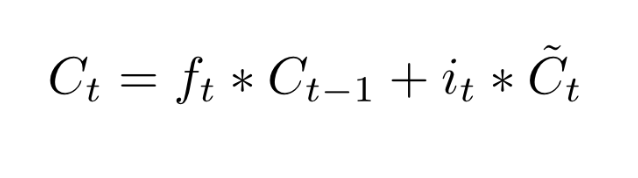 $C_t = f_t * C_{t-1} + i_t * \tilde{C}_t$